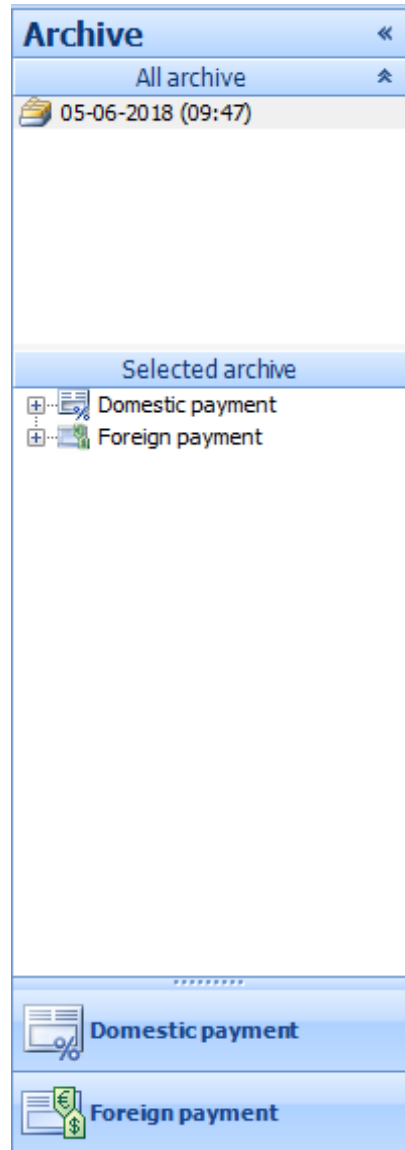 Archive
All archive
05-06-2018 (09:47)
Selected archive
Domestic payment
Foreign payment
Domestic payment
Foreign payment